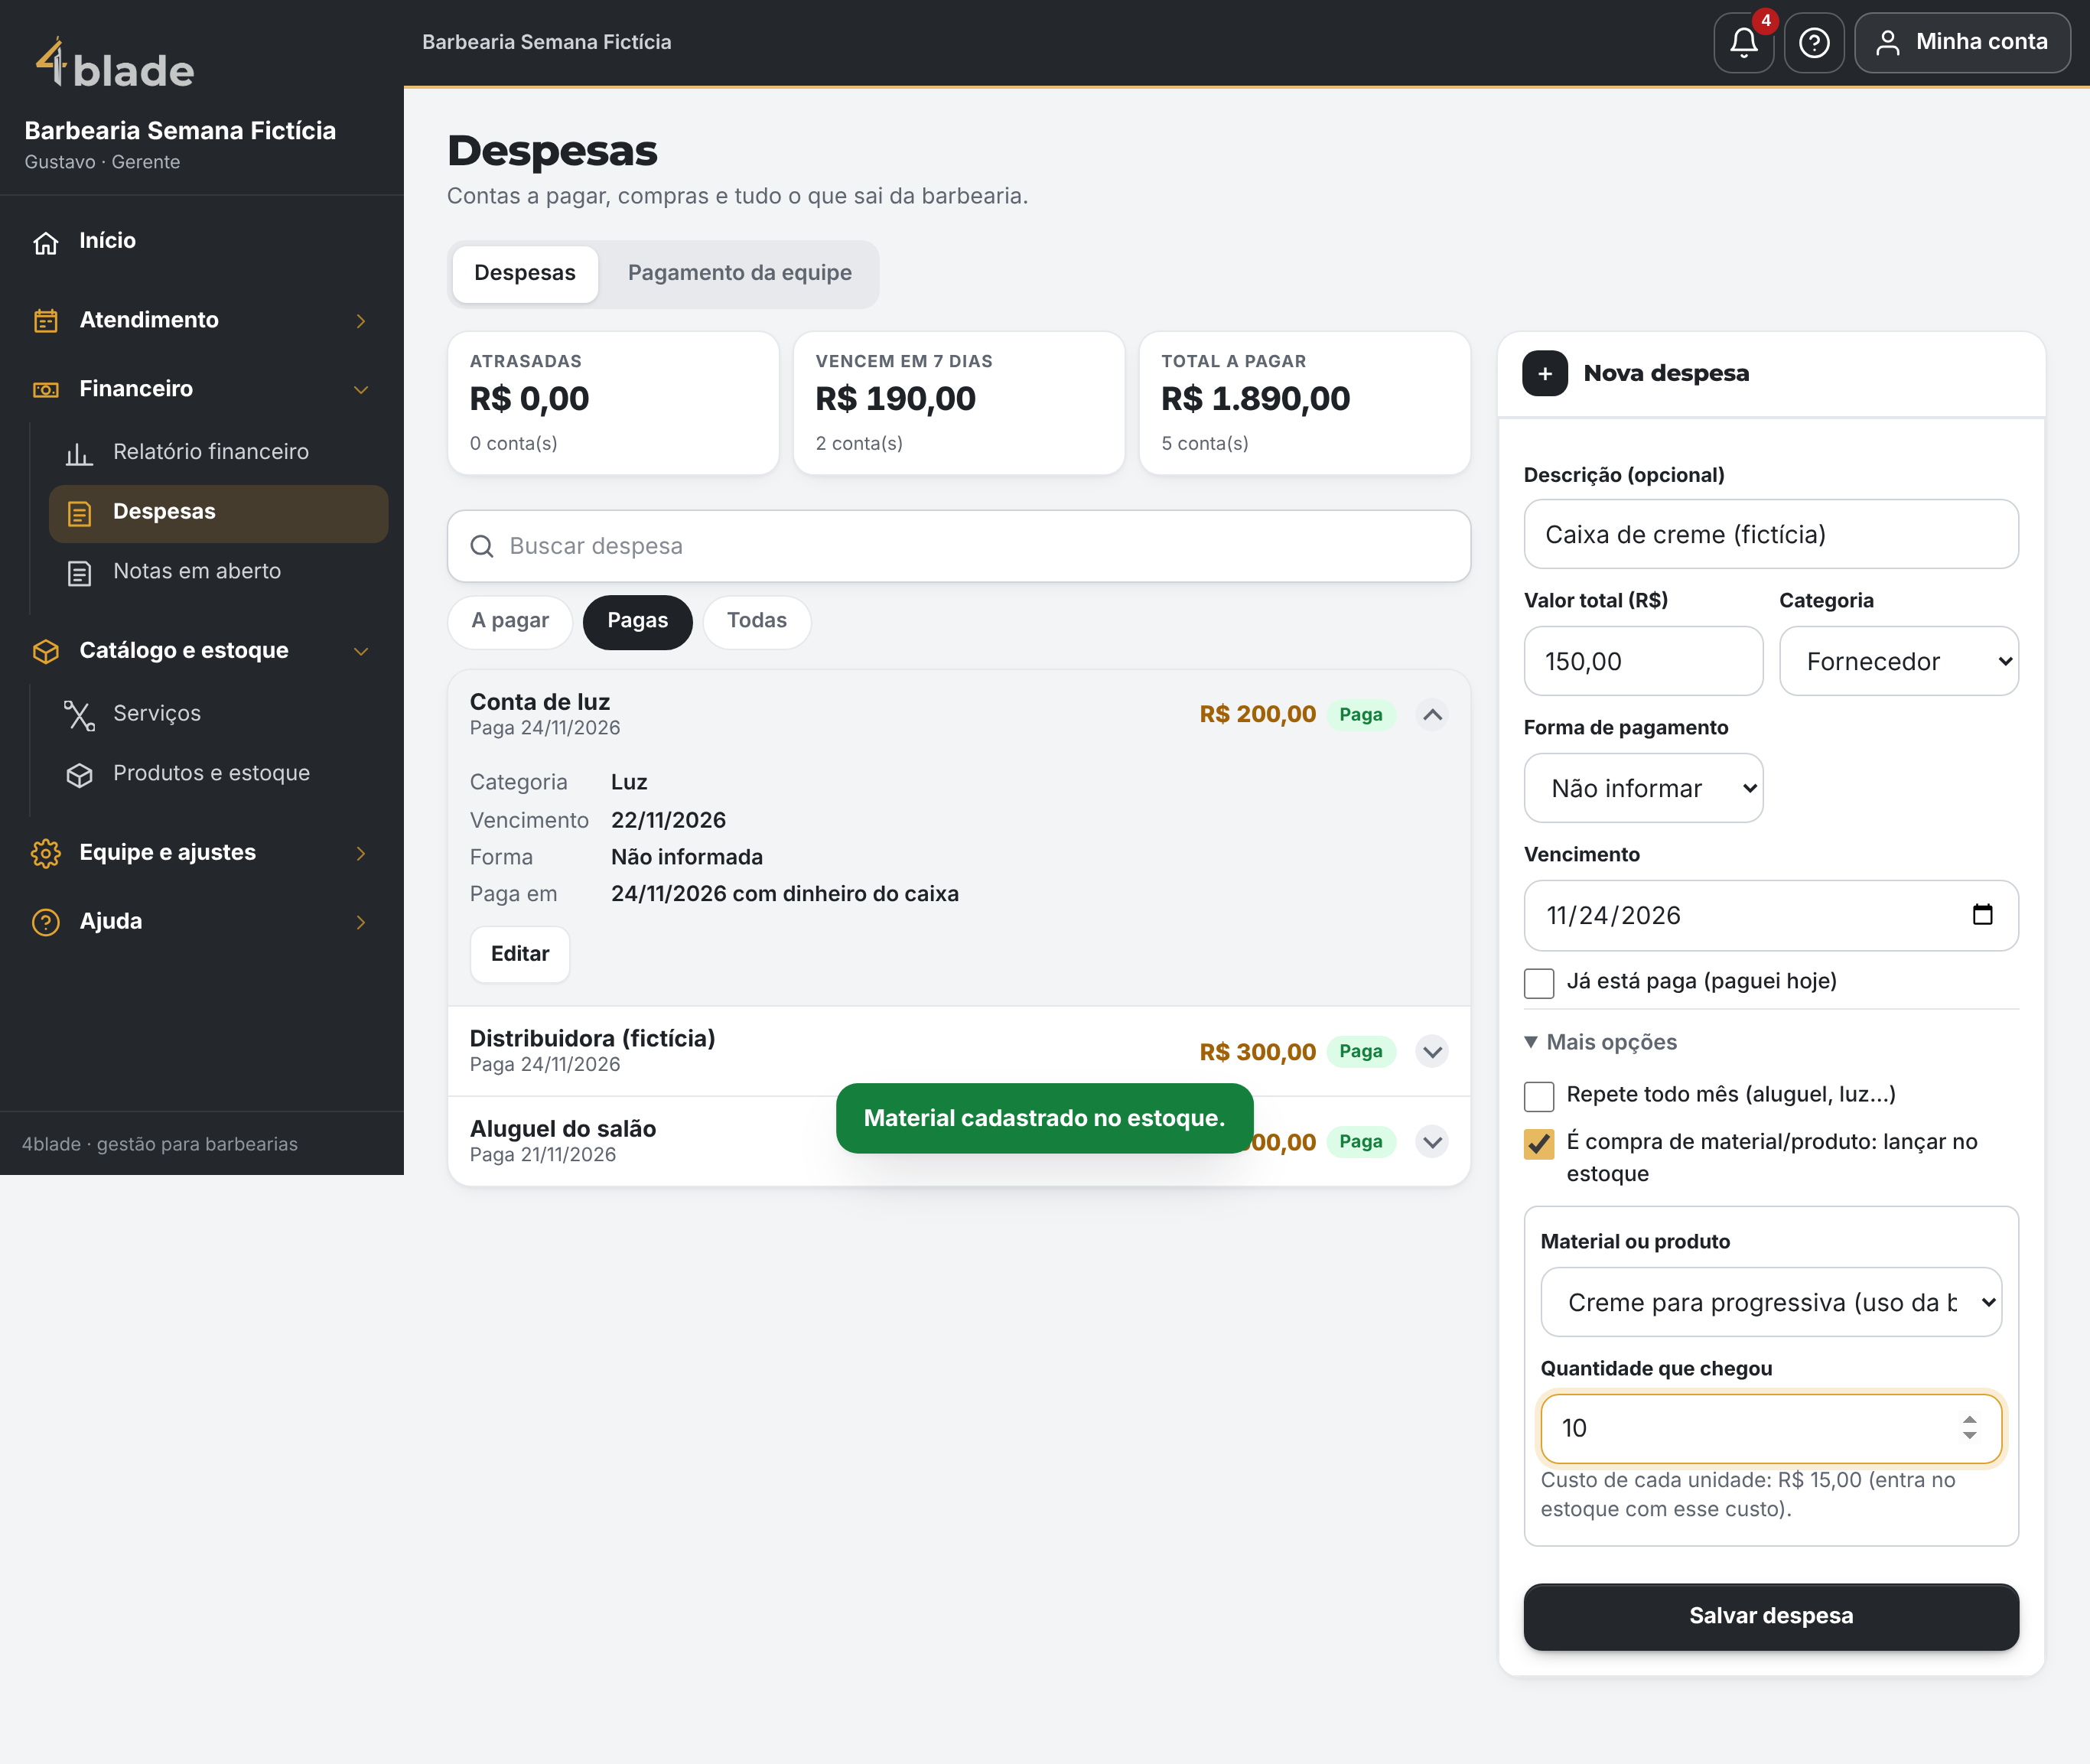 4blade
Barbearia Semana Fictícia
Gustavo · Gerente
Início
Atendimento
Financeiro
Relatório financeiro
Despesas
Notas em aberto
Catálogo e estoque
Serviços
Produtos e estoque
Equipe e ajustes
Ajuda
4blade · gestão para barbearias
Barbearia Semana Fictícia
4
Minha conta
Despesas
Contas a pagar, compras e tudo o que sai da barbearia.
Despesas
Pagamento da equipe
ATRASADAS
R$ 0,00
0 conta(s)
VENCEM EM 7 DIAS
R$ 190,00
2 conta(s)
TOTAL A PAGAR
R$ 1.890,00
5 conta(s)
Buscar despesa
A pagar
Pagas
Todas
Conta de luz
Paga 24/11/2026
R$ 200,00
Paga
Categoria Luz
Vencimento 22/11/2026
Forma Não informada
Paga em 24/11/2026 com dinheiro do caixa
Editar
Distribuidora (fictícia)
Paga 24/11/2026
R$ 300,00
Paga
Aluguel do salão
Paga 21/11/2026
Paga
Material cadastrado no estoque.
+ Nova despesa
Descrição (opcional)
Caixa de creme (fictícia)
Valor total (R$)
150,00
Categoria
Fornecedor
Forma de pagamento
Não informar
Vencimento
11/24/2026
Já está paga (paguei hoje)
Mais opções
Repete todo mês (aluguel, luz...)
É compra de material/produto: lançar no
estoque
Material ou produto
Creme para progressiva (uso da
Quantidade que chegou
10
Custo de cada unidade: R$ 15,00 (entra no
estoque com esse custo).
Salvar despesa